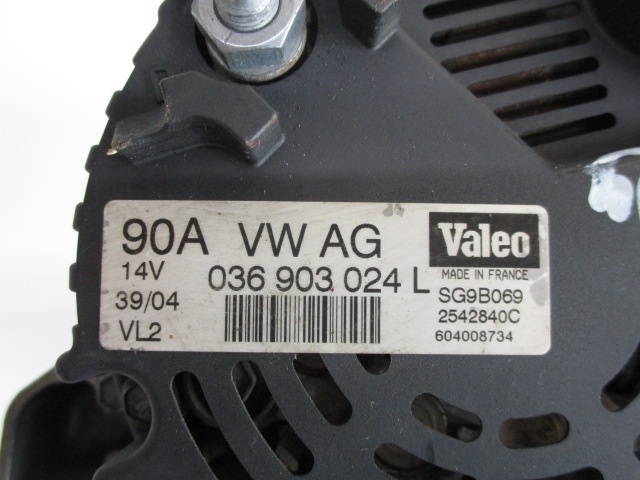 90A VW AG
14V 036 903 024 L
39/04
VL2
Valeo
MADE IN FRANCE
SG9B069
2542840C
604008734